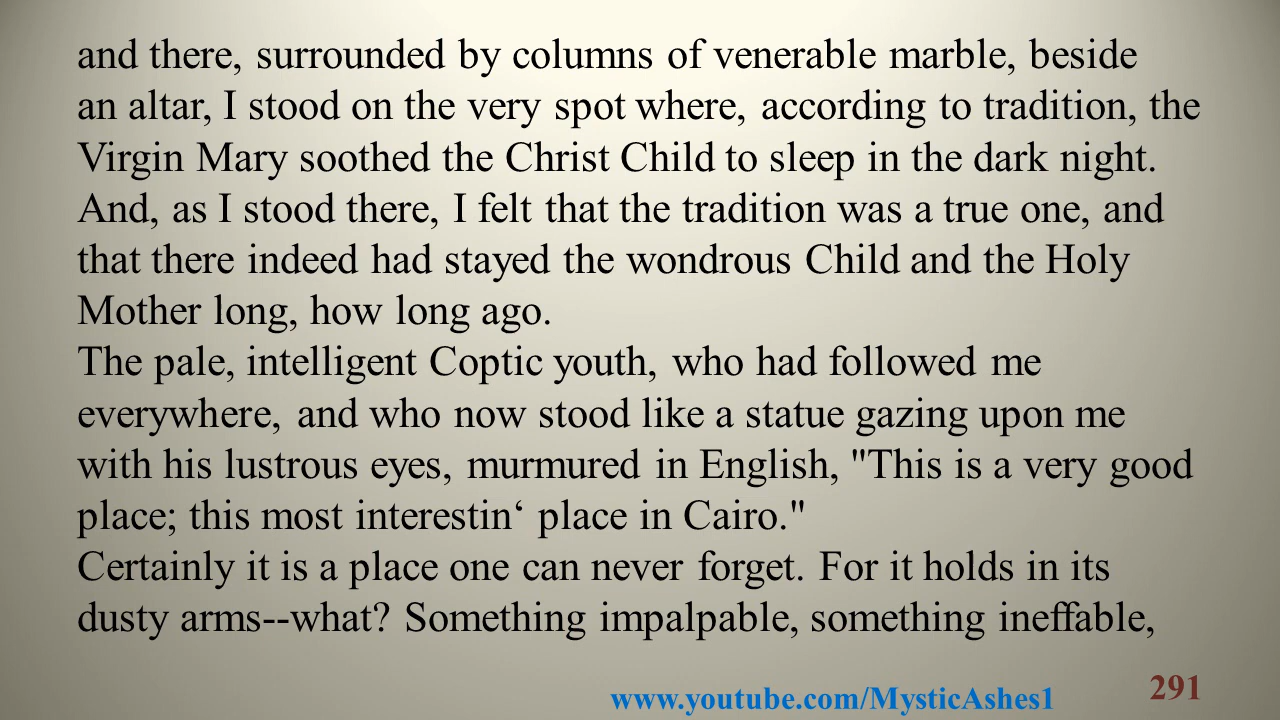 and there, surrounded by columns of venerable marble, beside
an altar, I stood on the very spot where, according to tradition, the
Virgin Mary soothed the Christ Child to sleep in the dark night.
And, as I stood there, I felt that the tradition was a true one, and
that there indeed had stayed the wondrous Child and the Holy
Mother long, how long ago.
The pale, intelligent Coptic youth, who had followed me
everywhere, and who now stood like a statue gazing upon me
with his lustrous eyes, murmured in English, "This is a very good
place; this most interestin‘ place in Cairo."
Certainly it is a place one can never forget. For it holds in its
dusty arms--what? Something impalpable, something ineffable,
www.youtube.com/MysticAshes1
291